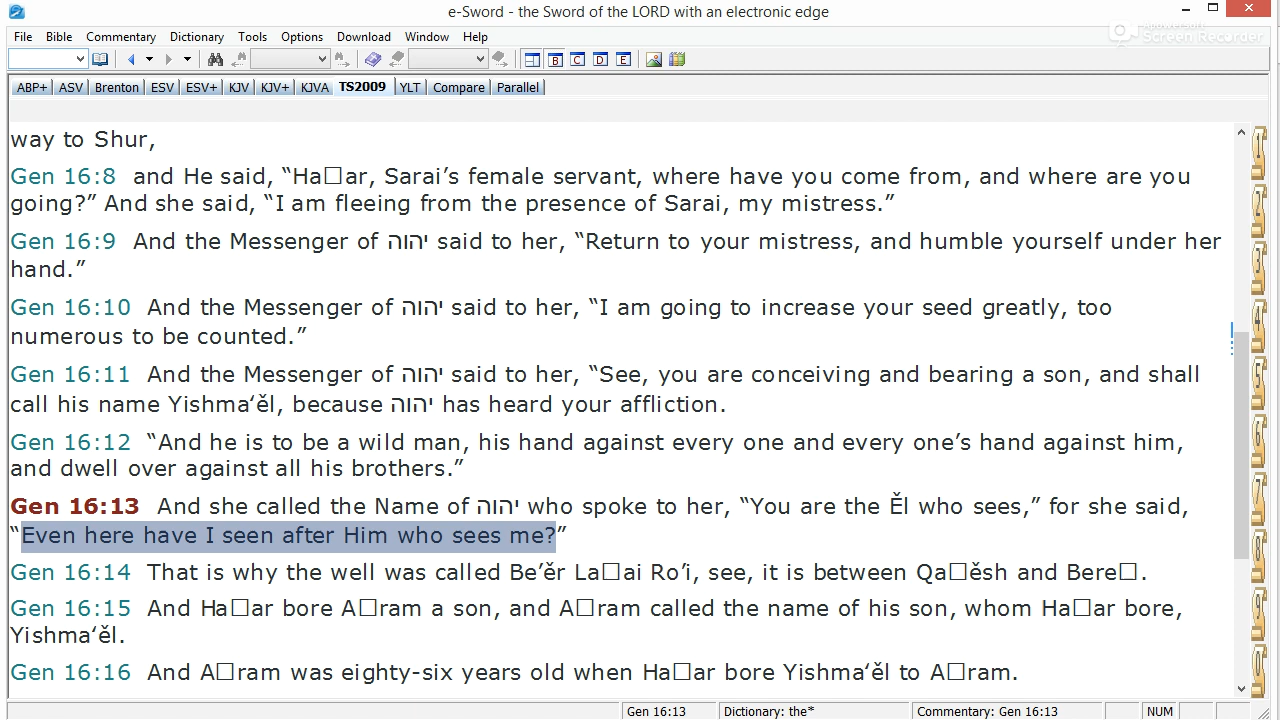 e-Sword - the Sword of the LORD with an electronic edge
Apowersoft
Screen Recorder
File Bible Commentary Dictionary Tools Options Download Window Help
B C D E
ABP+ ASV Brenton ESV ESV+ KJV KJV+ KJVA TS2009 YLT Compare Parallel
way to Shur,
Gen 16:8 and He said, “Ha□ar, Sarai’s female servant, where have you come from, and where are you
going?” And she said, “I am fleeing from the presence of Sarai, my mistress.”
Gen 16:9 And the Messenger of יהוה said to her, “Return to your mistress, and humble yourself under her
hand.”
Gen 16:10 And the Messenger of יהוה said to her, “I am going to increase your seed greatly, too
numerous to be counted.”
Gen 16:11 And the Messenger of יהוה said to her, “See, you are conceiving and bearing a son, and shall
call his name Yishma‘ěl, because יהוה has heard your affliction.
Gen 16:12 “And he is to be a wild man, his hand against every one and every one’s hand against him,
and dwell over against all his brothers.”
Gen 16:13 And she called the Name of יהוה who spoke to her, “You are the Ěl who sees,” for she said,
“Even here have I seen after Him who sees me?”
Gen 16:14 That is why the well was called Be’ěr La□ai Ro’i, see, it is between Qa□ěsh and Bere□.
Gen 16:15 And Ha□ar bore A□ram a son, and A□ram called the name of his son, whom Ha□ar bore,
Yishma‘ěl.
Gen 16:16 And A□ram was eighty-six years old when Ha□ar bore Yishma‘ěl to A□ram.
1
2
3
4
5
6
7
8
9
0
Gen 16:13 Dictionary: the* Commentary: Gen 16:13 NUM